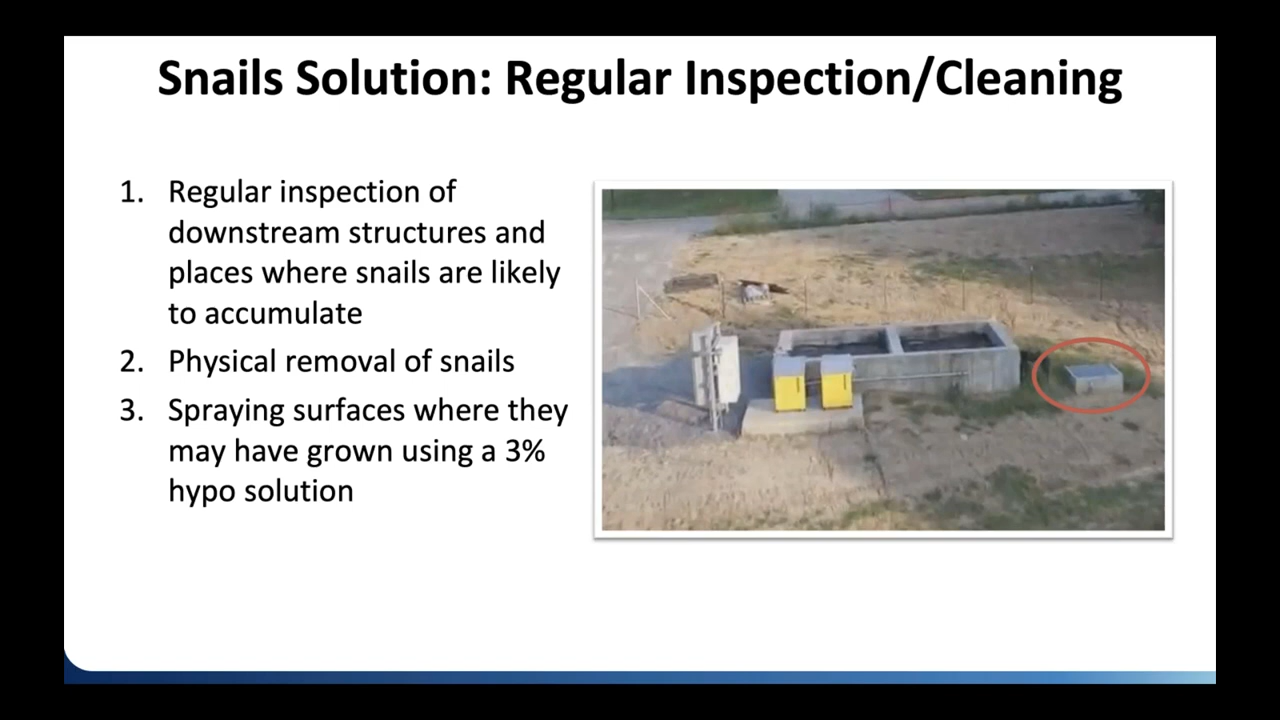 Snails Solution: Regular Inspection/Cleaning
1. Regular inspection of
downstream structures and
places where snails are likely
to accumulate
2. Physical removal of snails
3. Spraying surfaces where they
may have grown using a 3%
hypo solution